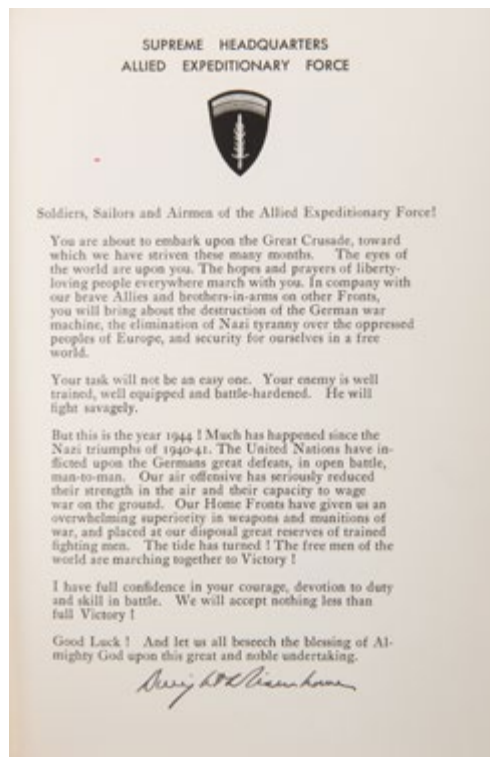 SUPREME HEADQUARTERS
ALLIED EXPEDITIONARY FORCE
Soldiers, Sailors and Airmen of the Allied Expeditionary Force!
You are about to embark upon the Great Crusade, toward
which we have striven these many months. The eyes of
the world are upon you. The hopes and prayers of liberty-
loving people everywhere march with you. In company with
our brave Allies and brothers-in-arms on other Fronts,
you will bring about the destruction of the German war
machine, the elimination of Nazi tyranny over the oppressed
peoples of Europe, and security for ourselves in a free
world.
Your task will not be an easy one. Your enemy is well
trained, well equipped and battle-hardened. He will
fight savagely.
But this is the year 1944 ! Much has happened since the
Nazi triumphs of 1940-41. The United Nations have in-
flicted upon the Germans great defeats, in open battle,
man-to-man. Our air offensive has seriously reduced
their strength in the air and their capacity to wage
war on the ground. Our Home Fronts have given us an
overwhelming superiority in weapons and munitions of
war, and placed at our disposal great reserves of trained
fighting men. The tide has turned ! The free men of the
world are marching together to Victory !
I have full confidence in your courage, devotion to duty
and skill in battle. We will accept nothing less than
full Victory !
Good Luck ! And let us all beseech the blessing of Al-
mighty God upon this great and noble undertaking.
Dwight D Eisenhower